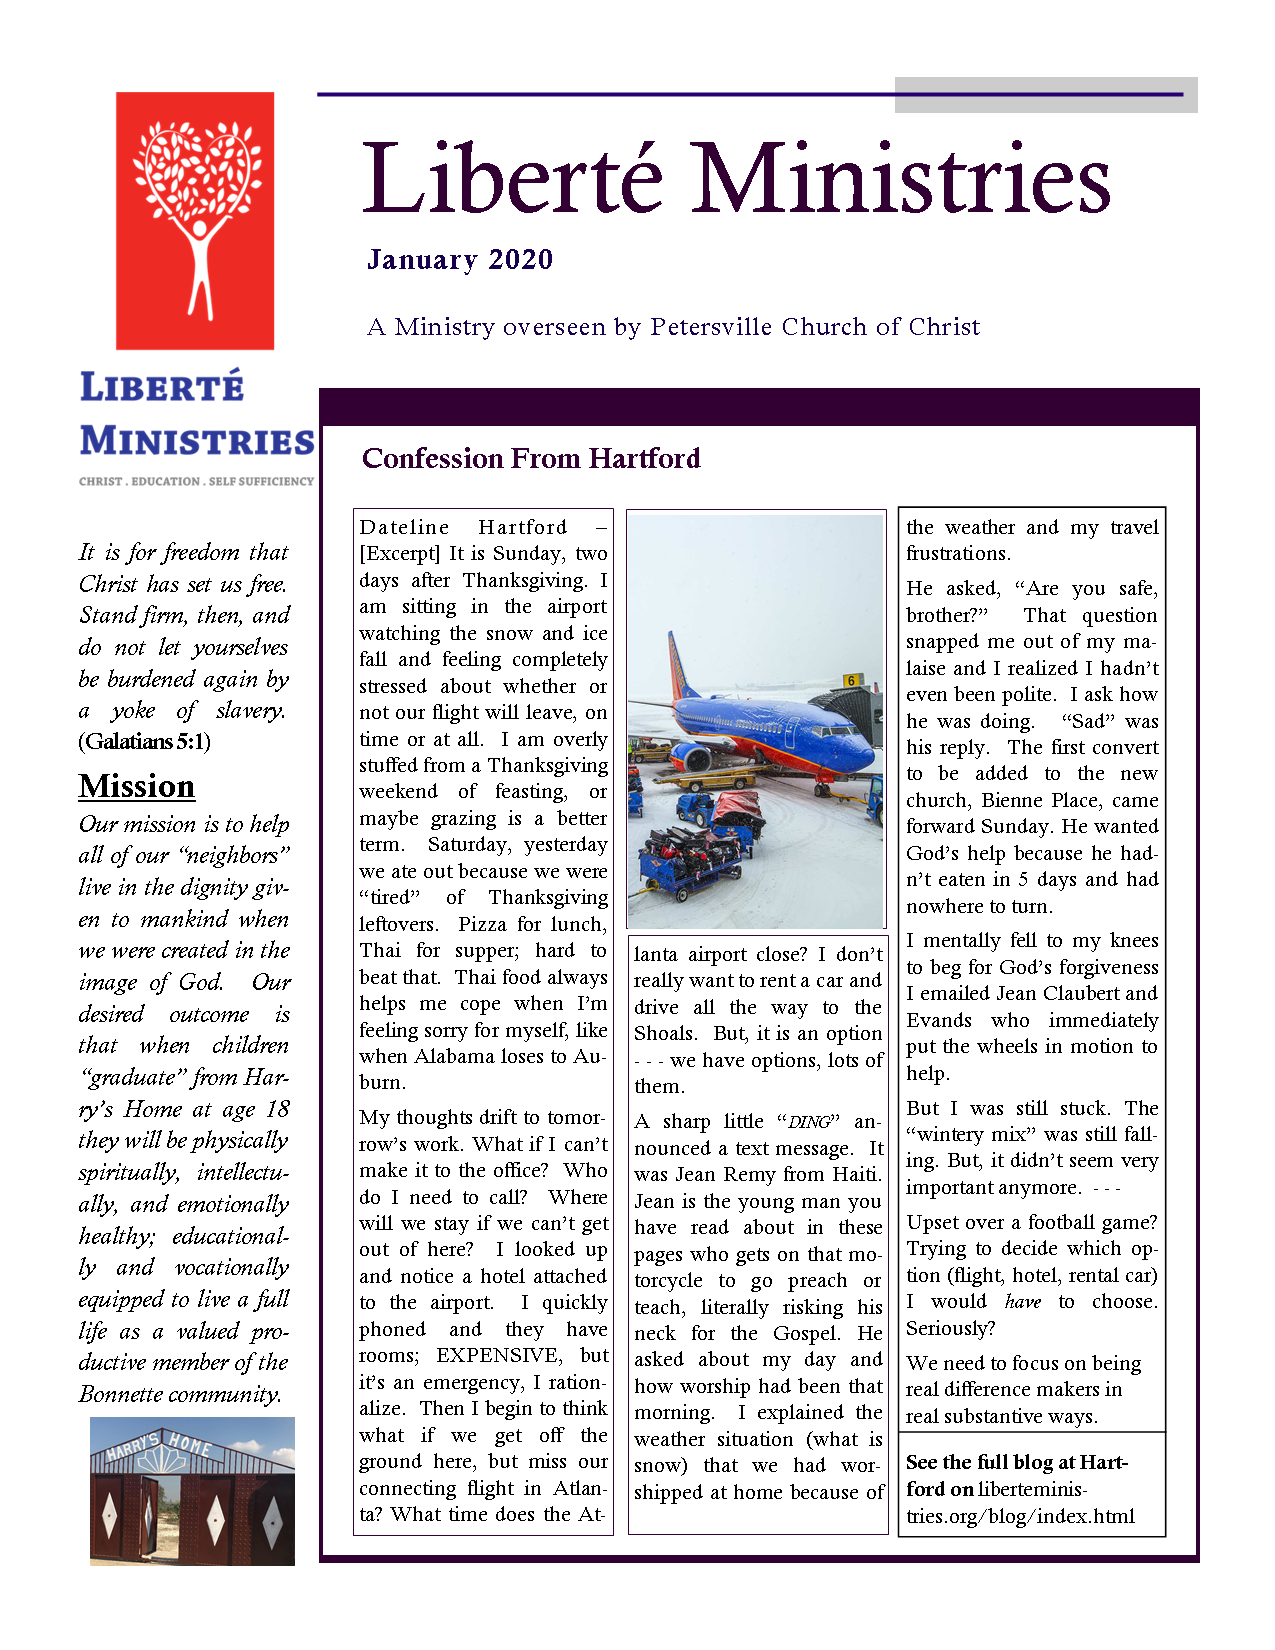 Liberté Ministries
January 2020
A Ministry overseen by Petersville Church of Christ
LIBERTÉ
MINISTRIES
CHRIST . EDUCATION . SELF SUFFICIENCY
It is for freedom that
Christ has set us free.
Stand firm, then, and
do not let yourselves
be burdened again by
a yoke of slavery.
(Galatians 5:1)
Mission
Our mission is to help
all of our “neighbors”
live in the dignity giv-
en to mankind when
we were created in the
image of God. Our
desired outcome is
that when children
“graduate” from Har-
ry’s Home at age 18
they will be physically
spiritually, intellectu-
ally, and emotionally
healthy; educational-
ly and vocationally
equipped to live a full
life as a valued pro-
ductive member of the
Bonnette community.
HARRY'S HOME
Confession From Hartford
Dateline Hartford –
[Excerpt] It is Sunday, two
days after Thanksgiving. I
am sitting in the airport
watching the snow and ice
fall and feeling completely
stressed about whether or
not our flight will leave, on
time or at all. I am overly
stuffed from a Thanksgiving
weekend of feasting, or
maybe grazing is a better
term. Saturday, yesterday
we ate out because we were
“tired” of Thanksgiving
leftovers. Pizza for lunch,
Thai for supper; hard to
beat that. Thai food always
helps me cope when I’m
feeling sorry for myself, like
when Alabama loses to Au-
burn.
My thoughts drift to tomor-
row’s work. What if I can’t
make it to the office? Who
do I need to call? Where
will we stay if we can’t get
out of here? I looked up
and notice a hotel attached
to the airport. I quickly
phoned and they have
rooms; EXPENSIVE, but
it’s an emergency, I ration-
alize. Then I begin to think
what if we get off the
ground here, but miss our
connecting flight in Atlan-
ta? What time does the At-
6
lanta airport close? I don’t
really want to rent a car and
drive all the way to the
Shoals. But, it is an option
- - - we have options, lots of
them.
A sharp little “DING” an-
nounced a text message. It
was Jean Remy from Haiti.
Jean is the young man you
have read about in these
pages who gets on that mo-
torcycle to go preach or
teach, literally risking his
neck for the Gospel. He
asked about my day and
how worship had been that
morning. I explained the
weather situation (what is
snow) that we had wor-
shipped at home because of
the weather and my travel
frustrations.
He asked, “Are you safe,
brother?” That question
snapped me out of my ma-
laise and I realized I hadn’t
even been polite. I ask how
he was doing. “Sad” was
his reply. The first convert
to be added to the new
church, Bienne Place, came
forward Sunday. He wanted
God’s help because he had-
n’t eaten in 5 days and had
nowhere to turn.
I mentally fell to my knees
to beg for God’s forgiveness
I emailed Jean Claubert and
Evands who immediately
put the wheels in motion to
help.
But I was still stuck. The
“wintery mix” was still fall-
ing. But, it didn’t seem very
important anymore. - - -
Upset over a football game?
Trying to decide which op-
tion (flight, hotel, rental car)
I would have to choose.
Seriously?
We need to focus on being
real difference makers in
real substantive ways.
See the full blog at Hart-
ford on liberteminis-
tries.org/blog/index.html